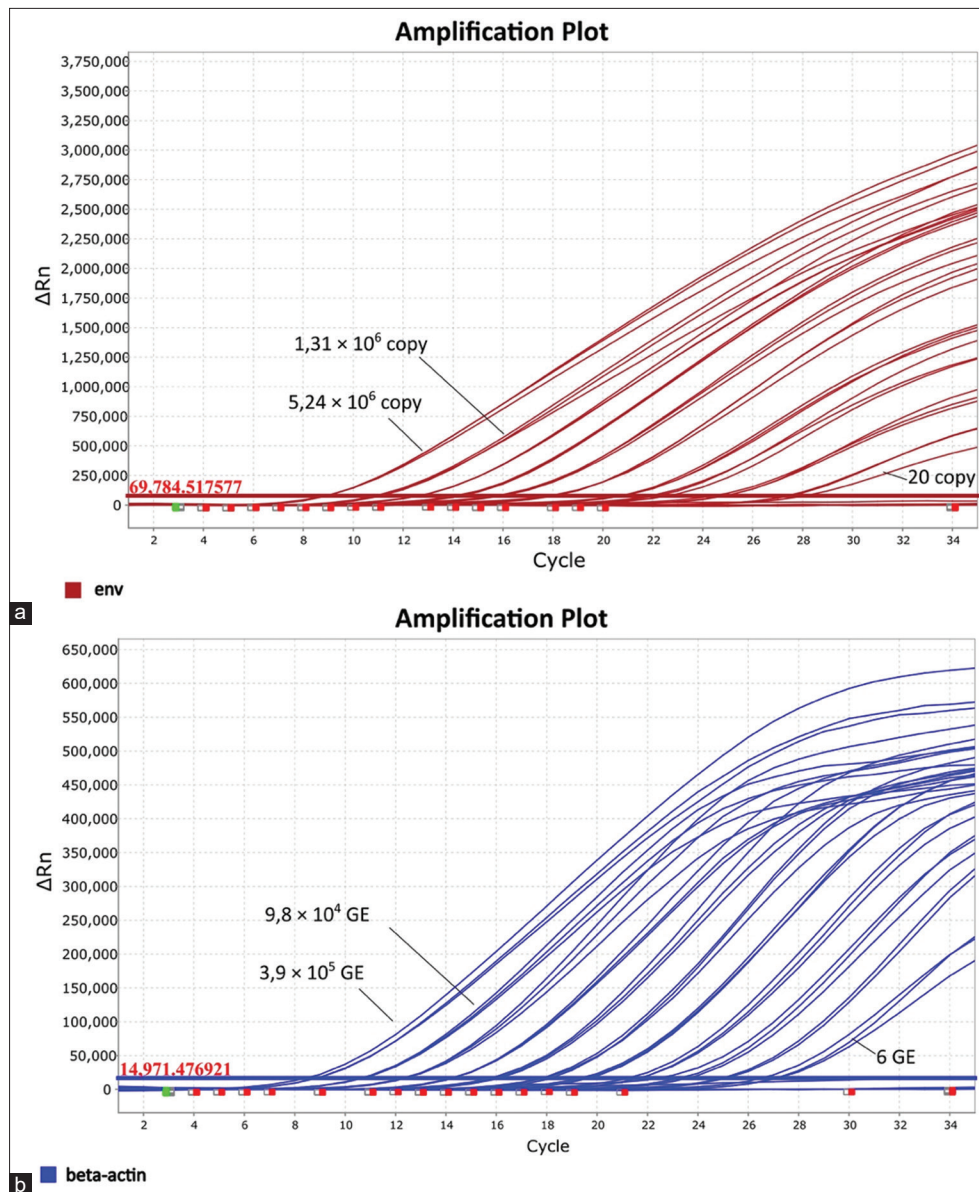 Amplification Plot
3,750,000
3,500,000
3,250,000
3,000,000
2,750,000
2,500,000
2,250,000
2,000,000
1,750,000
1,500,000
1,250,000
1,000,000
750,000
500,000
250,000
0
ΔRn
1,31 × 10⁶ copy
5,24 × 10⁶ copy
20 copy
69,784.517577
2 4 6 8 10 12 14 16 18 20 22 24 26 28 30 32 34
Cycle
env
a
Amplification Plot
650,000
600,000
550,000
500,000
450,000
400,000
350,000
300,000
250,000
200,000
150,000
100,000
50,000
0
ΔRn
9,8 × 10⁴ GE
3,9 × 10⁵ GE
6 GE
14,971.476921
2 4 6 8 10 12 14 16 18 20 22 24 26 28 30 32 34
Cycle
beta-actin
b